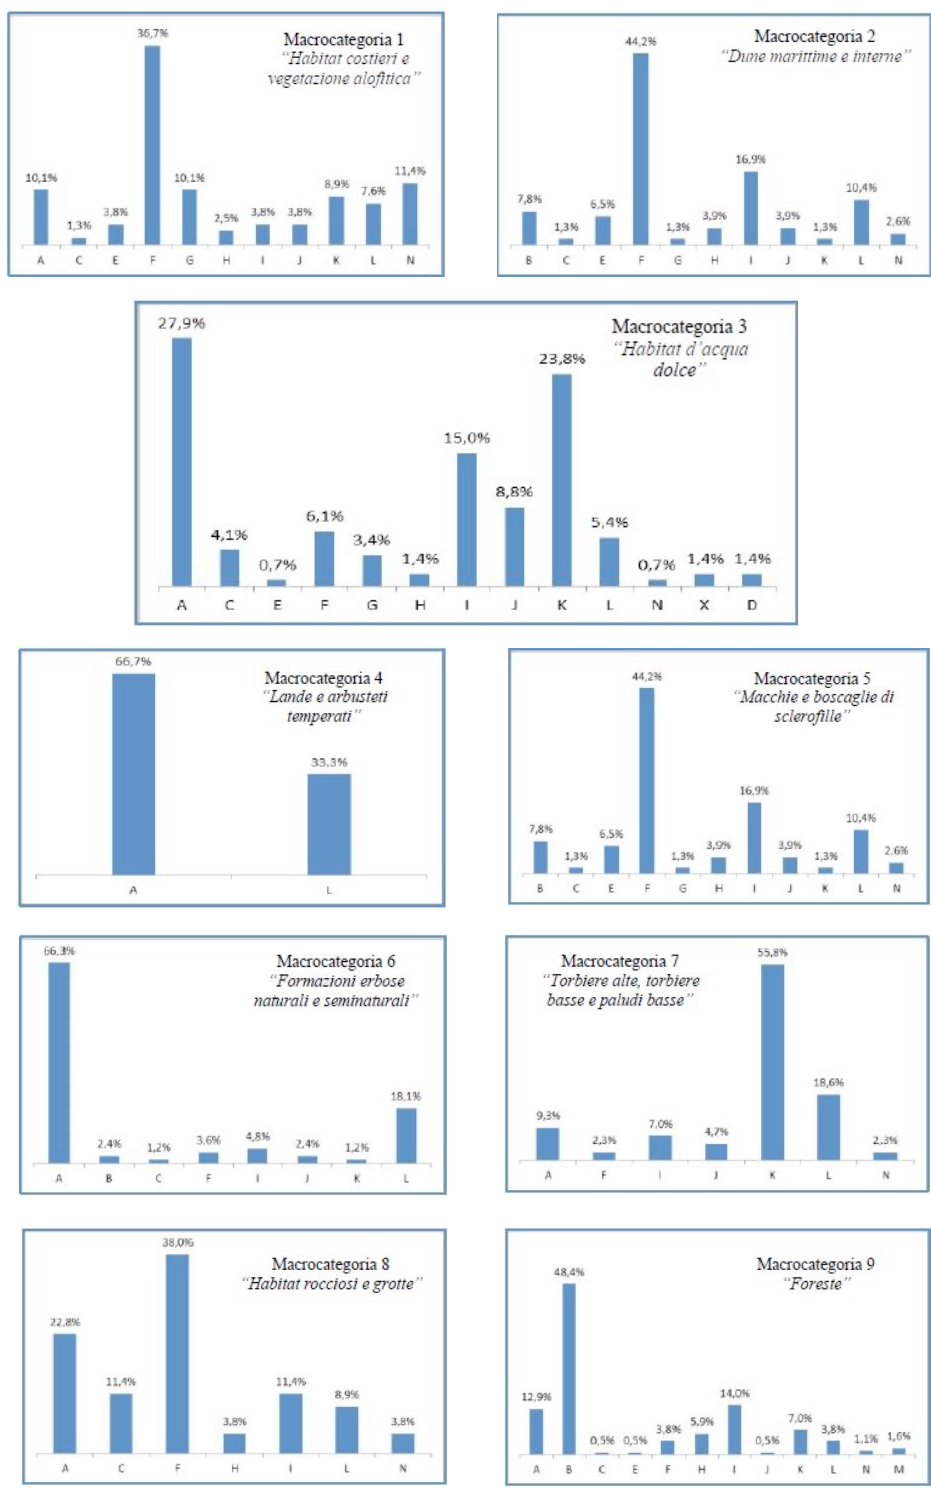 Macrocategoria 1
“Habitat costieri e
vegetazione alofitica”
36,7%
10,1%
1,3%
3,8%
10,1%
2,5%
3,8%
3,8%
8,9%
7,6%
11,4%
A C E F G H I J K L N
Macrocategoria 2
“Dune marittime e interne”
44,2%
7,8%
1,3%
6,5%
1,3%
3,9%
16,9%
3,9%
1,3%
10,4%
2,6%
B C E F G H I J K L N
Macrocategoria 3
“Habitat d’acqua
dolce”
27,9%
4,1%
0,7%
6,1%
3,4%
1,4%
15,0%
8,8%
23,8%
5,4%
0,7%
1,4%
1,4%
A C E F G H I J K L N X D
Macrocategoria 4
“Lande e arbusteti
temperati”
66,7%
33,3%
A L
Macrocategoria 5
“Macchie e boscaglie di
sclerofille”
44,2%
7,8%
1,3%
6,5%
1,3%
3,9%
16,9%
3,9%
1,3%
10,4%
2,6%
B C E F G H I J K L N
Macrocategoria 6
“Formazioni erbose
naturali e seminaturali”
66,3%
2,4%
1,2%
3,6%
4,8%
2,4%
1,2%
18,1%
A B C F I J K L
Macrocategoria 7
“Torbiere alte, torbiere
basse e paludi basse”
55,8%
9,3%
2,3%
7,0%
4,7%
18,6%
2,3%
A F I J K L N
Macrocategoria 8
“Habitat rocciosi e grotte”
38,0%
22,8%
11,4%
3,8%
11,4%
8,9%
3,8%
A C F H I L N
Macrocategoria 9
“Foreste”
48,4%
12,9%
0,5%
0,5%
3,8%
5,9%
14,0%
0,5%
7,0%
3,8%
1,1%
1,6%
A B C E F H I J K L N M